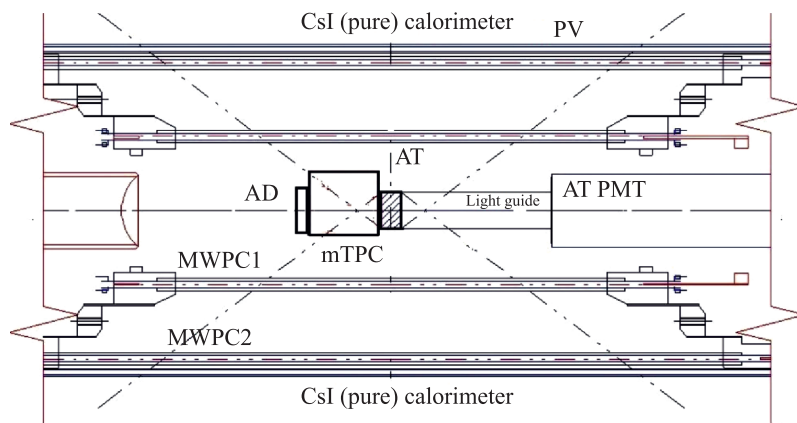 CsI (pure) calorimeter
PV
AT
AD
Light guide
AT PMT
mTPC
MWPC1
MWPC2
CsI (pure) calorimeter